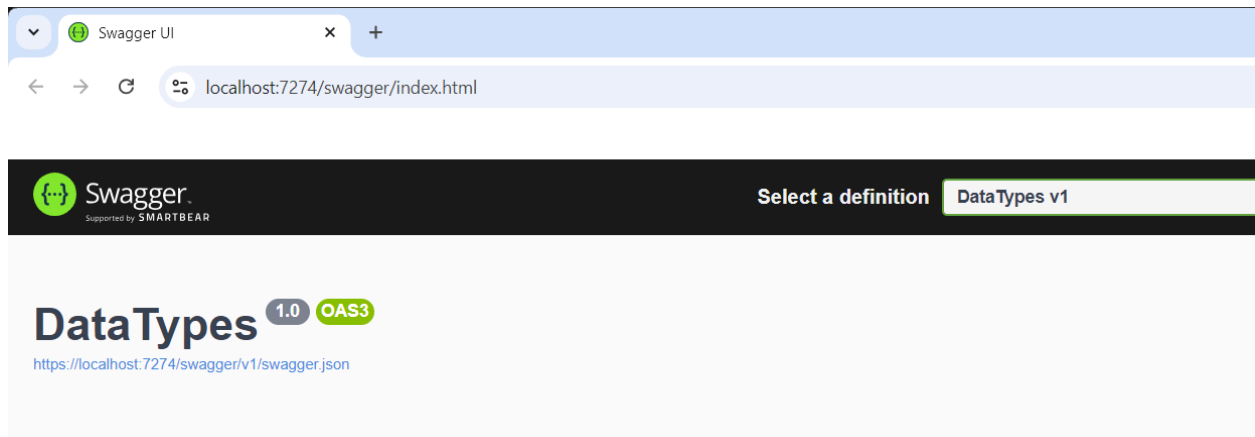 Swagger UI
localhost:7274/swagger/index.html
Swagger.
Supported by SMARTBEAR
Select a definition
DataTypes v1
DataTypes 1.0 OAS3
https://localhost:7274/swagger/v1/swagger.json